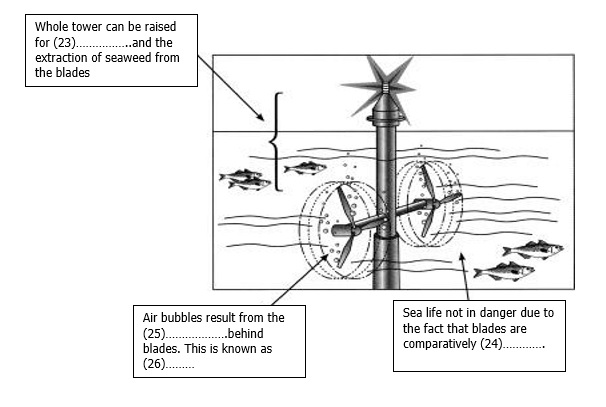 Whole tower can be raised
for (23)……………..and the
extraction of seaweed from
the blades
Air bubbles result from the
(25)……………….behind
blades. This is known as
(26)………
Sea life not in danger due to
the fact that blades are
comparatively (24)………….